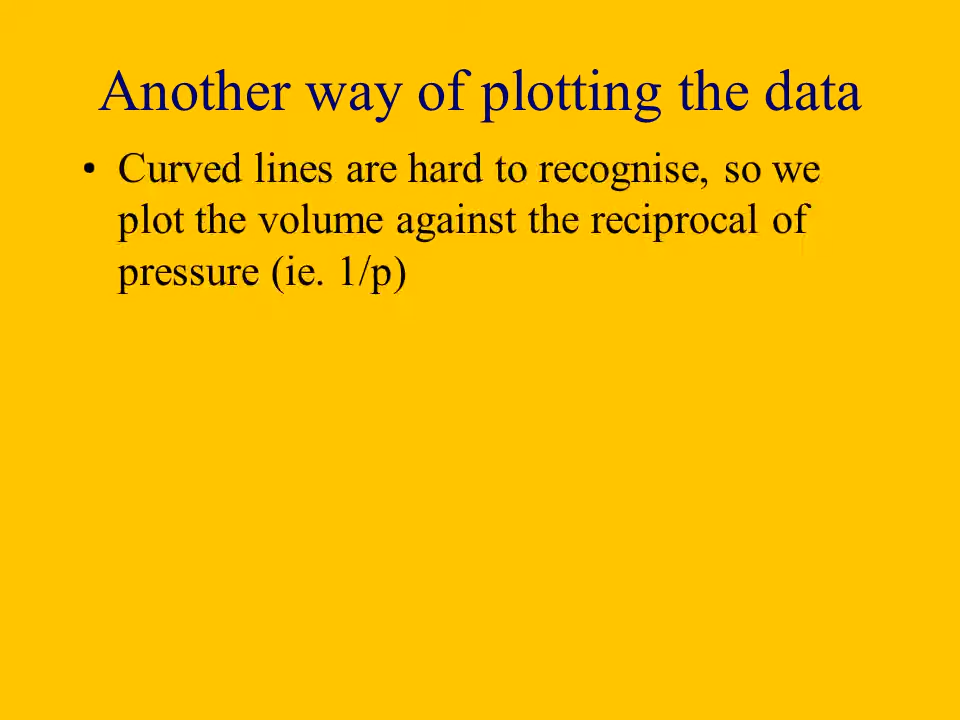 Another way of plotting the data
• Curved lines are hard to recognise, so we
plot the volume against the reciprocal of
pressure (ie. 1/p)